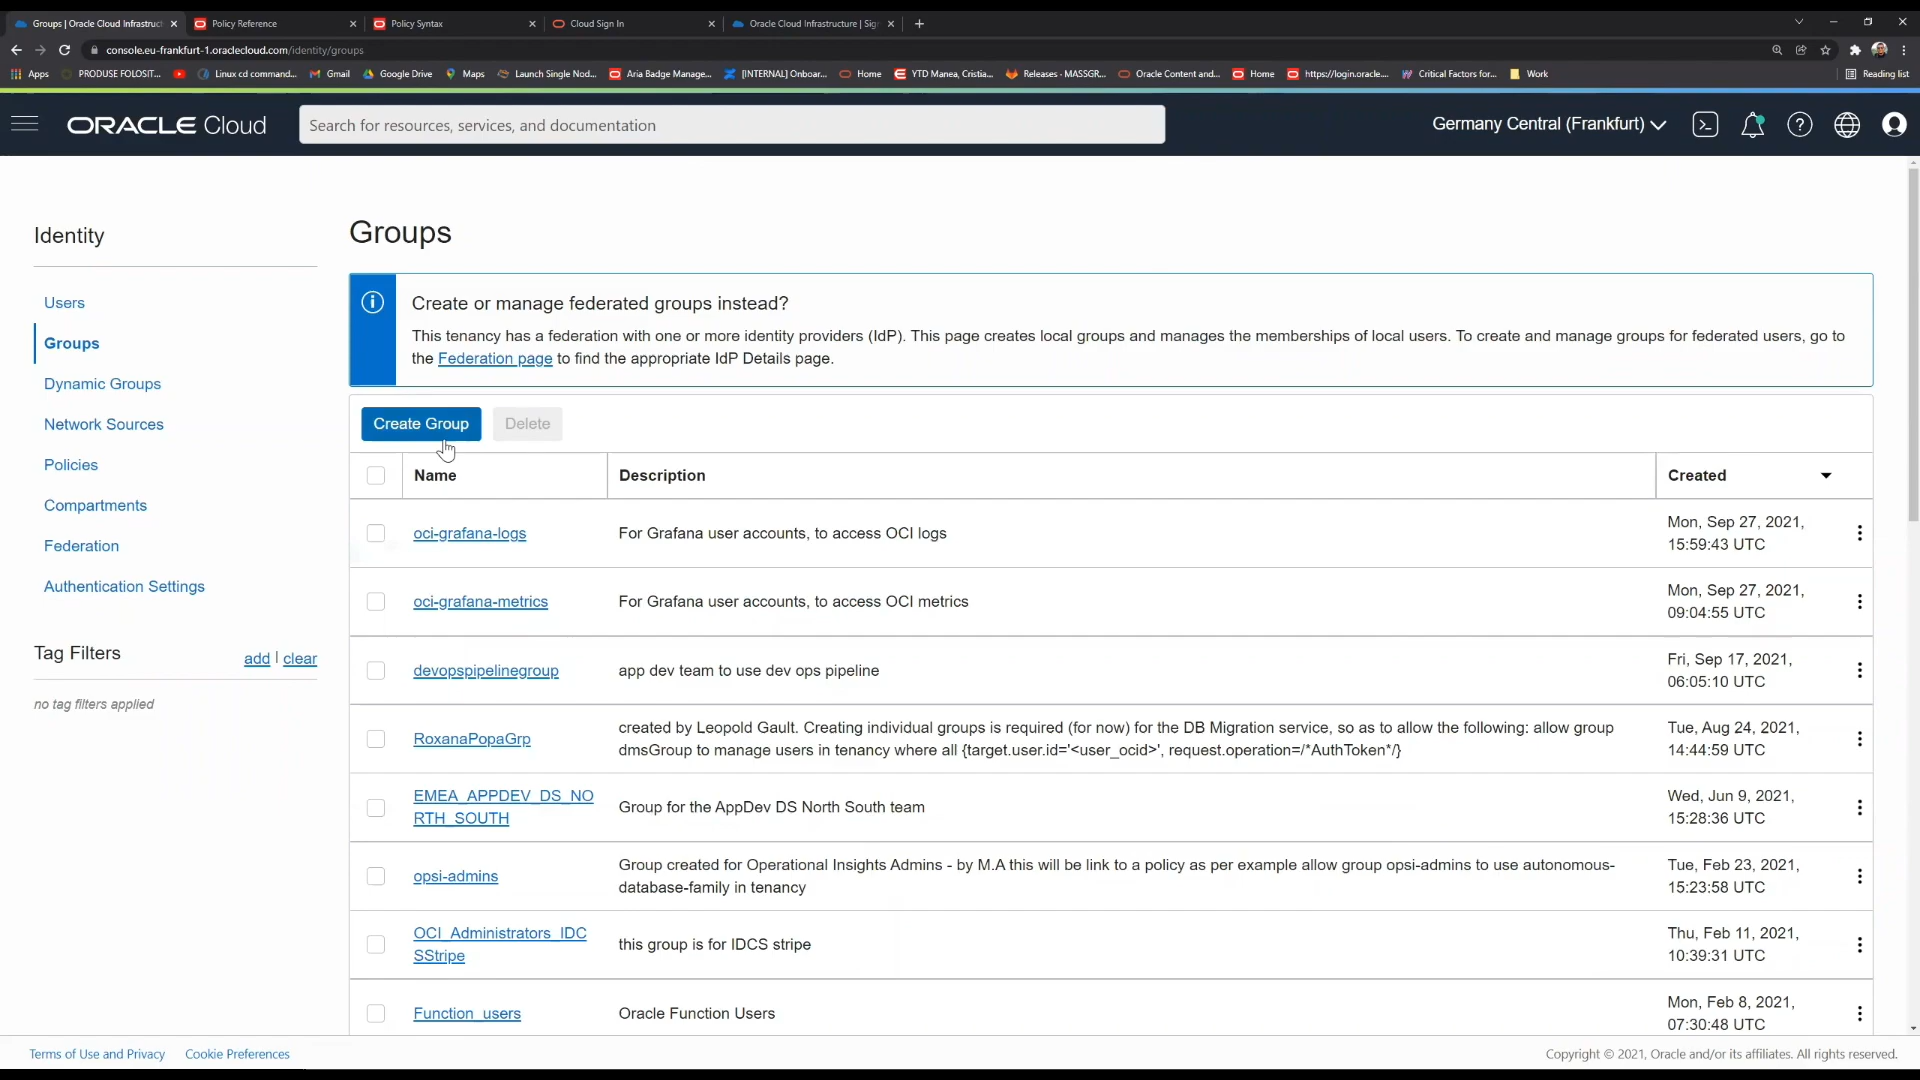 Groups | Oracle Cloud Infrastruct
Policy Reference
Policy Syntax
Cloud Sign In
Oracle Cloud Infrastructure | Sig
console.eu-frankfurt-1.oraclecloud.com/identity/groups
Apps
PRODUSE FOLOSIT...
Linux cd command...
Gmail
Google Drive
Maps
Launch Single Nod...
Aria Badge Manage...
[INTERNAL] Onboar...
Home
YTD Manea, Cristia...
Releases - MASSGR...
Oracle Content and...
Home
https://login.oracle....
Critical Factors for...
Work
Reading list
ORACLE Cloud
Search for resources, services, and documentation
Germany Central (Frankfurt)
Identity
Users
Groups
Dynamic Groups
Network Sources
Policies
Compartments
Federation
Authentication Settings
Tag Filters
add | clear
no tag filters applied
Groups
Create or manage federated groups instead?
This tenancy has a federation with one or more identity providers (IdP). This page creates local groups and manages the memberships of local users. To create and manage groups for federated users, go to
the Federation page to find the appropriate IdP Details page.
Create Group
Delete
Name
Description
Created
oci-grafana-logs
For Grafana user accounts, to access OCI logs
Mon, Sep 27, 2021,
15:59:43 UTC
oci-grafana-metrics
For Grafana user accounts, to access OCI metrics
Mon, Sep 27, 2021,
09:04:55 UTC
devopspipelinegroup
app dev team to use dev ops pipeline
Fri, Sep 17, 2021,
06:05:10 UTC
RoxanaPopaGrp
created by Leopold Gault. Creating individual groups is required (for now) for the DB Migration service, so as to allow the following: allow group
dmsGroup to manage users in tenancy where all {target.user.id='<user_ocid>', request.operation=/*AuthToken*/}
Tue, Aug 24, 2021,
14:44:59 UTC
EMEA_APPDEV_DS_NO
RTH_SOUTH
Group for the AppDev DS North South team
Wed, Jun 9, 2021,
15:28:36 UTC
opsi-admins
Group created for Operational Insights Admins - by M.A this will be link to a policy as per example allow group opsi-admins to use autonomous-
database-family in tenancy
Tue, Feb 23, 2021,
15:23:58 UTC
OCI_Administrators_IDC
SStripe
this group is for IDCS stripe
Thu, Feb 11, 2021,
10:39:31 UTC
Function_users
Oracle Function Users
Mon, Feb 8, 2021,
07:30:48 UTC
Terms of Use and Privacy
Cookie Preferences
Copyright © 2021, Oracle and/or its affiliates. All rights reserved.